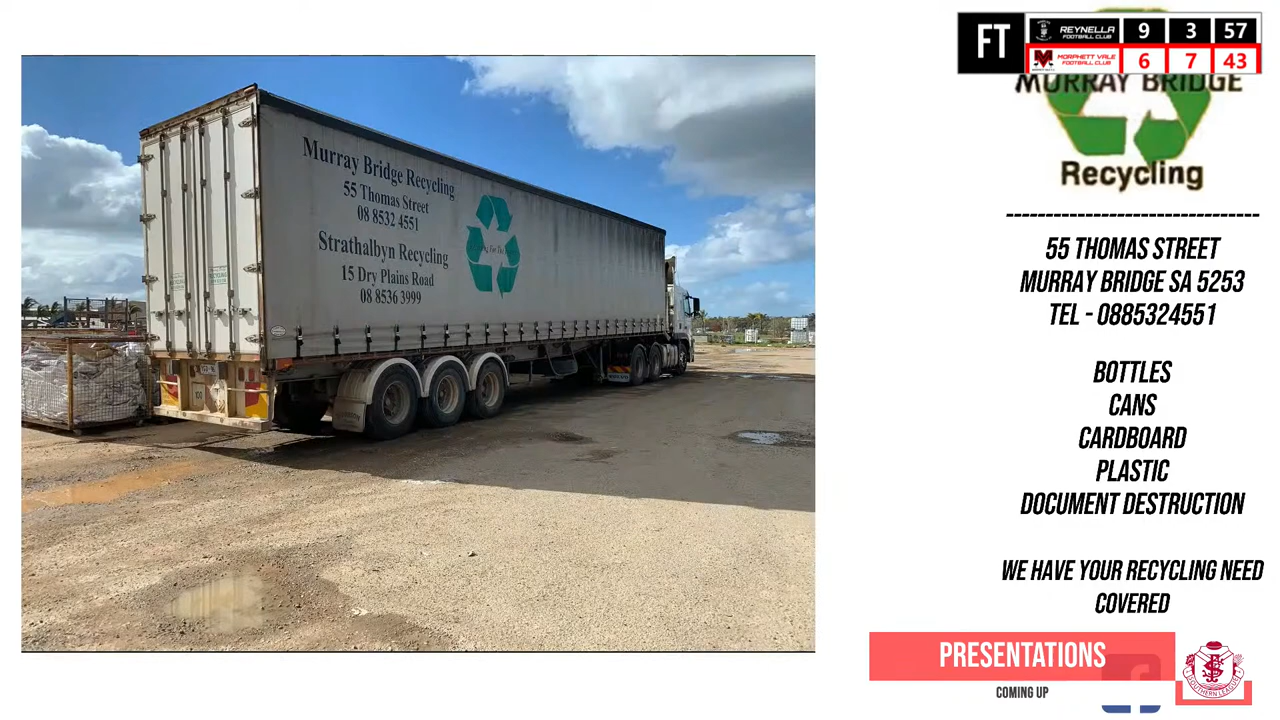 FT
REYNELLA
FOOTBALL CLUB
9 3 57
MORPHETT VALE
FOOTBALL CLUB
6 7 43
MURRAY BRIDGE
Recycling
--------------------------------
55 THOMAS STREET
MURRAY BRIDGE SA 5253
TEL - 0885324551
BOTTLES
CANS
CARDBOARD
PLASTIC
DOCUMENT DESTRUCTION
WE HAVE YOUR RECYCLING NEED
COVERED
PRESENTATIONS
COMING UP
SOUTHERN LEAGUE
Murray Bridge Recycling
55 Thomas Street
08 8532 4551
Strathalbyn Recycling
15 Dry Plains Road
08 8536 3999